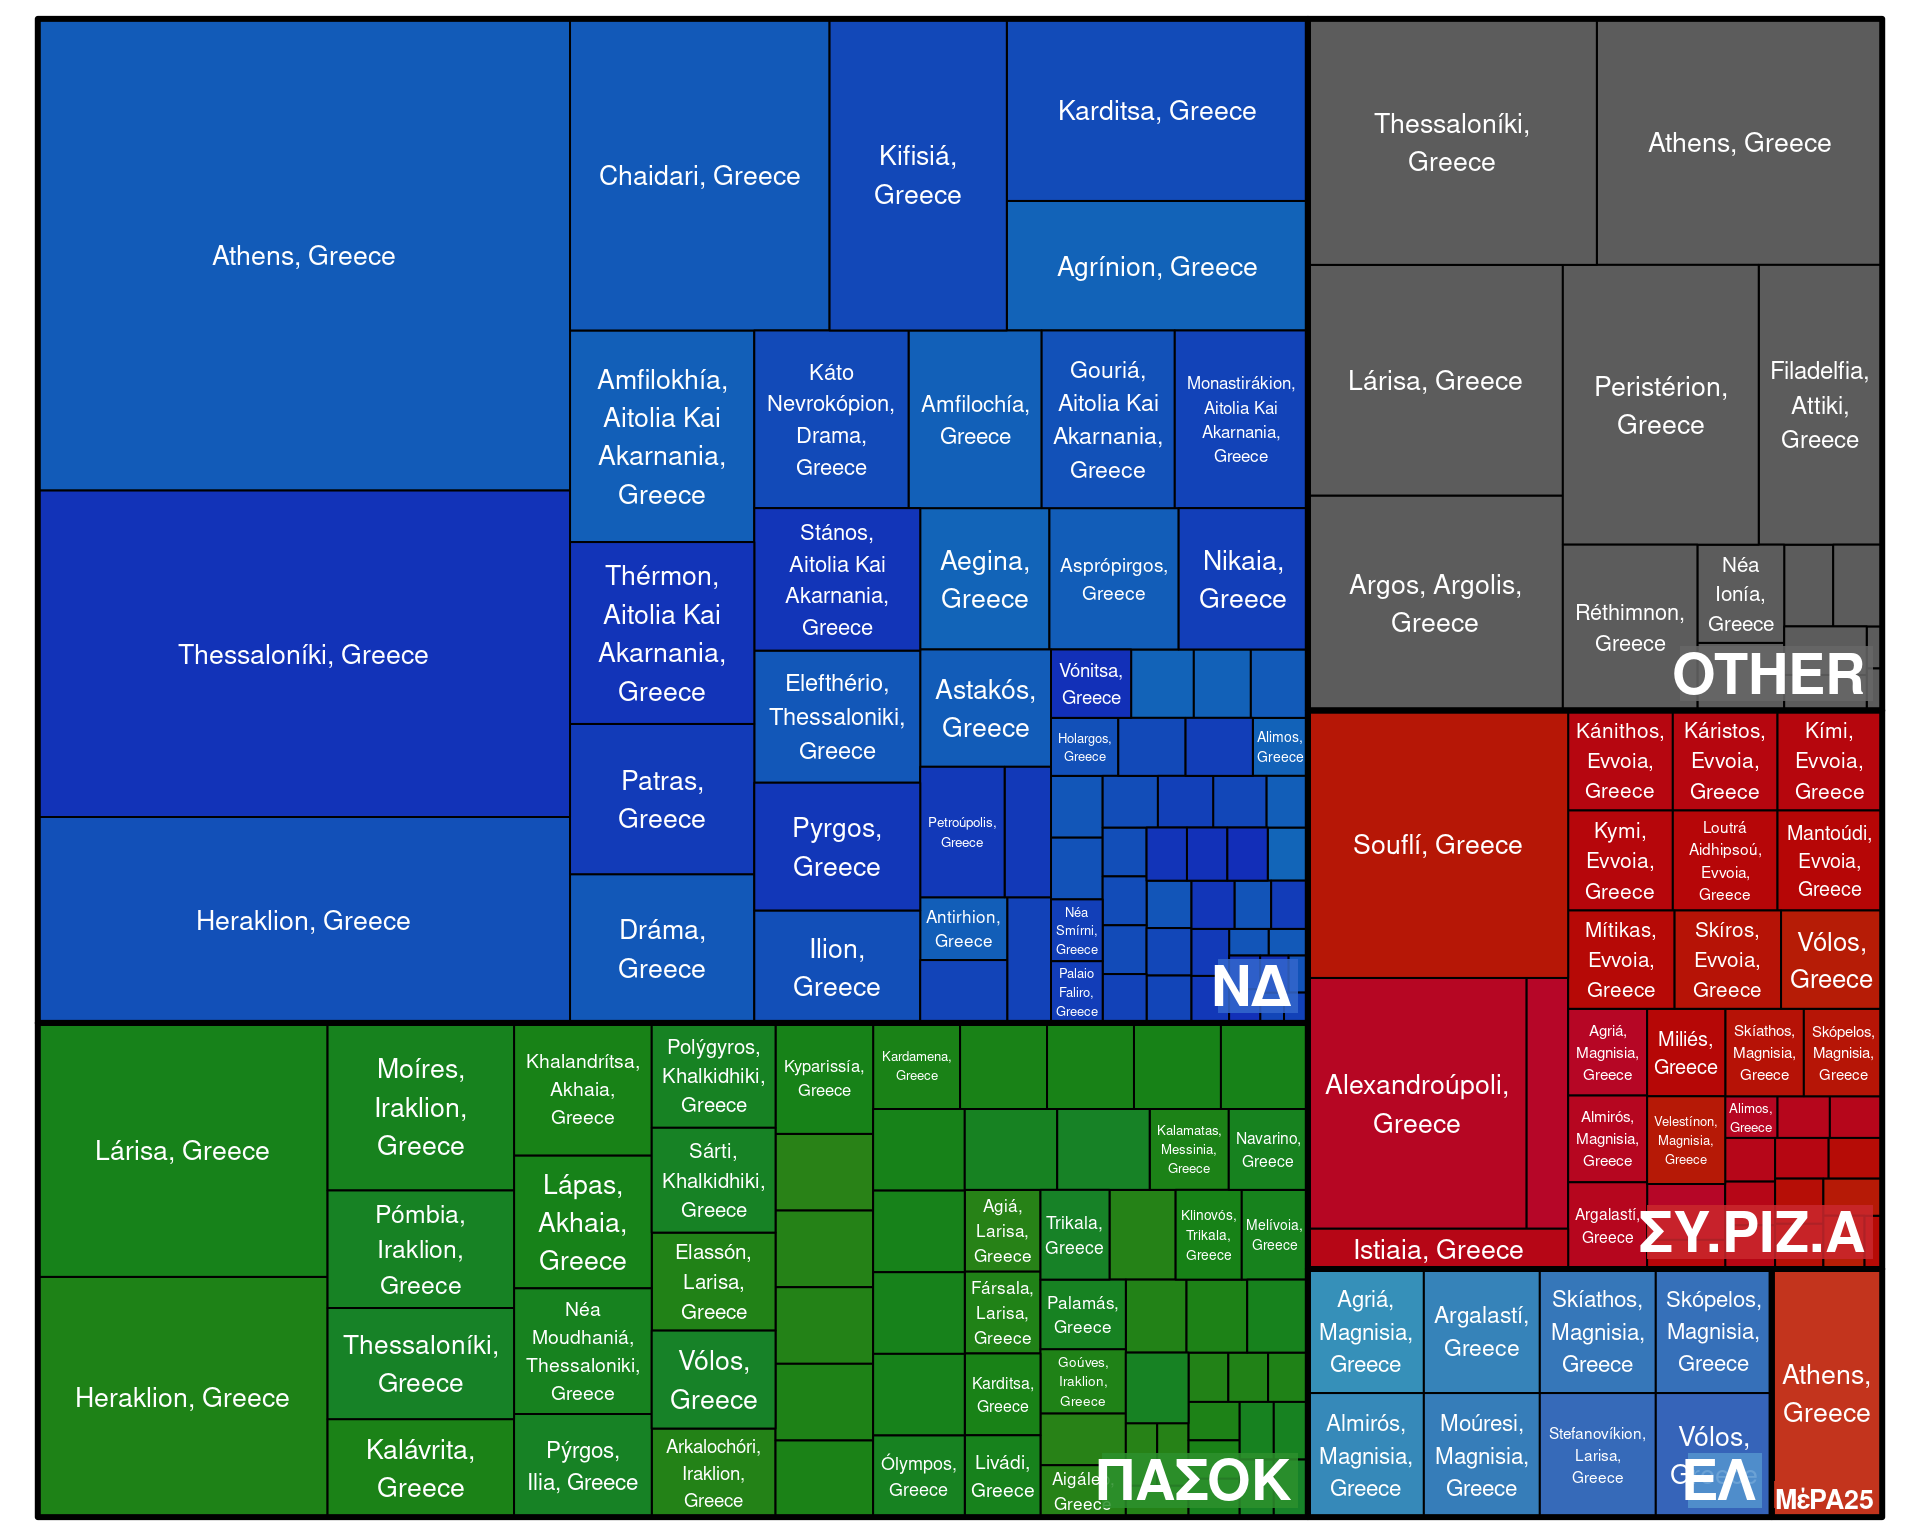 Athens, Greece
Thessaloníki, Greece
Heraklion, Greece
Chaidari, Greece
Kifisiá,
Greece
Karditsa, Greece
Agrínion, Greece
Amfilokhía,
Aitolia Kai
Akarnania,
Greece
Thérmon,
Aitolia Kai
Akarnania,
Greece
Patras,
Greece
Dráma,
Greece
Káto
Nevrokópion,
Drama,
Greece
Amfilochía,
Greece
Gouriá,
Aitolia Kai
Akarnania,
Greece
Monastirákion,
Aitolia Kai
Akarnania,
Greece
Stános,
Aitolia Kai
Akarnania,
Greece
Elefthério,
Thessaloniki,
Greece
Pyrgos,
Greece
Ilion,
Greece
Aegina,
Greece
Asprópirgos,
Greece
Nikaia,
Greece
Astakós,
Greece
Vónitsa,
Greece
Holargos,
Greece
Alimos,
Greece
Petroúpolis,
Greece
Antirhion,
Greece
Néa
Smírni,
Greece
Palaio
Faliro,
Greece
ΝΔ
Thessaloníki,
Greece
Athens, Greece
Lárisa, Greece
Argos, Argolis,
Greece
Peristérion,
Greece
Filadelfia,
Attiki,
Greece
Réthimnon,
Greece
Néa
Ionía,
Greece
OTHER
Souflí, Greece
Alexandroúpoli,
Greece
Istiaia, Greece
Kánithos,
Evvoia,
Greece
Káristos,
Evvoia,
Greece
Kími,
Evvoia,
Greece
Kymi,
Evvoia,
Greece
Loutrá
Aidhipsoú,
Evvoia,
Greece
Mantoúdi,
Evvoia,
Greece
Mítikas,
Evvoia,
Greece
Skíros,
Evvoia,
Greece
Vólos,
Greece
Agriá,
Magnisia,
Greece
Miliés,
Greece
Skíathos,
Magnisia,
Greece
Skópelos,
Magnisia,
Greece
Almirós,
Magnisia,
Greece
Velestínon,
Magnisia,
Greece
Alimos,
Greece
Argalastí,
Greece
ΣΥ.ΡΙΖ.Α
Lárisa, Greece
Heraklion, Greece
Moíres,
Iraklion,
Greece
Pómbia,
Iraklion,
Greece
Thessaloníki,
Greece
Kalávrita,
Greece
Khalandrítsa,
Akhaia,
Greece
Lápas,
Akhaia,
Greece
Néa
Moudhaniá,
Thessaloniki,
Greece
Pýrgos,
Ilia, Greece
Polýgyros,
Khalkidhiki,
Greece
Sárti,
Khalkidhiki,
Greece
Elassón,
Larisa,
Greece
Vólos,
Greece
Arkalochóri,
Iraklion,
Greece
Kyparissía,
Greece
Kardamena,
Greece
Kalamatas,
Messinia,
Greece
Navarino,
Greece
Agiá,
Larisa,
Greece
Trikala,
Greece
Klinovós,
Trikala,
Greece
Melívoia,
Greece
Fársala,
Larisa,
Greece
Palamás,
Greece
Karditsa,
Greece
Goúves,
Iraklion,
Greece
Ólympos,
Greece
Livádi,
Greece
Aigáleo,
Greece
ΠΑΣΟΚ
Agriá,
Magnisia,
Greece
Argalastí,
Greece
Skíathos,
Magnisia,
Greece
Skópelos,
Magnisia,
Greece
Almirós,
Magnisia,
Greece
Moúresi,
Magnisia,
Greece
Stefanovíkion,
Larisa,
Greece
Vólos,
Greece
ΕΛ
Athens,
Greece
ΜέΡΑ25